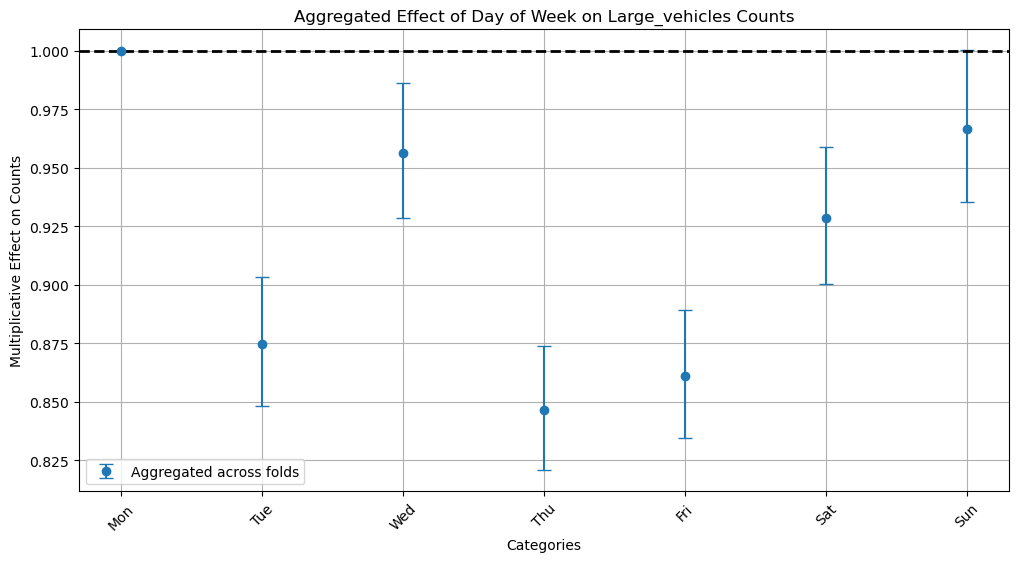 Aggregated Effect of Day of Week on Large_vehicles Counts
Multiplicative Effect on Counts
1.000
0.975
0.950
0.925
0.900
0.875
0.850
0.825
Aggregated across folds
Mon
Tue
Wed
Thu
Fri
Sat
Sun
Categories